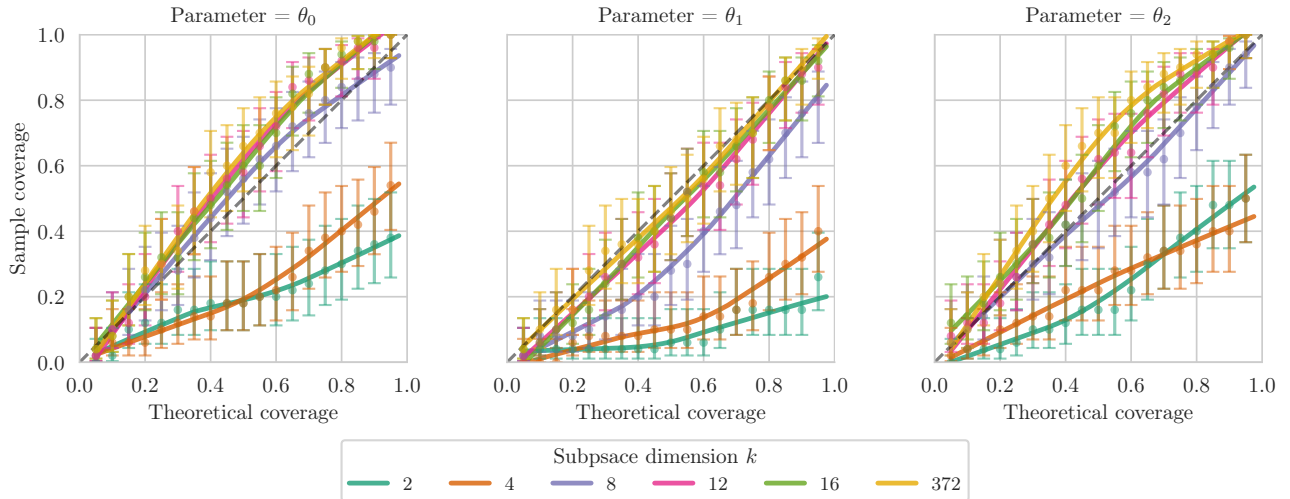 Parameter = θ₀
Parameter = θ₁
Parameter = θ₂
Sample coverage
1.0
0.8
0.6
0.4
0.2
0.0
0.0 0.2 0.4 0.6 0.8 1.0
0.0 0.2 0.4 0.6 0.8 1.0
0.0 0.2 0.4 0.6 0.8 1.0
Theoretical coverage
Theoretical coverage
Theoretical coverage
Subpsace dimension k
2 4 8 12 16 372